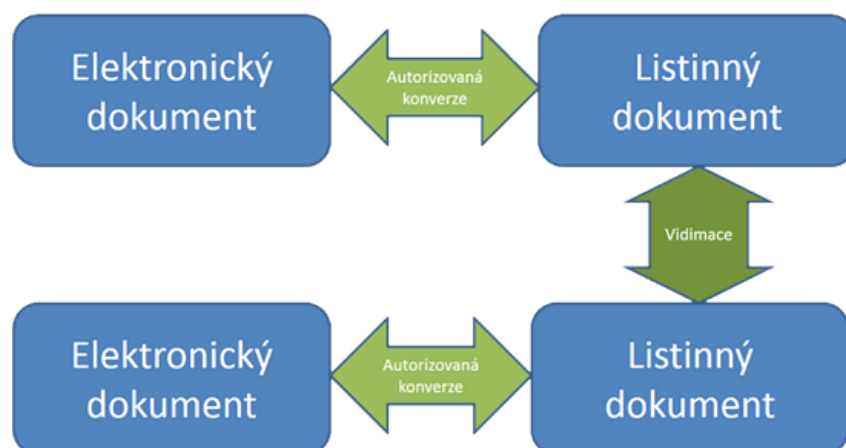 Elektronický
dokument
Autorizovaná
konverze
Listinný
dokument
Vidimace
Elektronický
dokument
Autorizovaná
konverze
Listinný
dokument